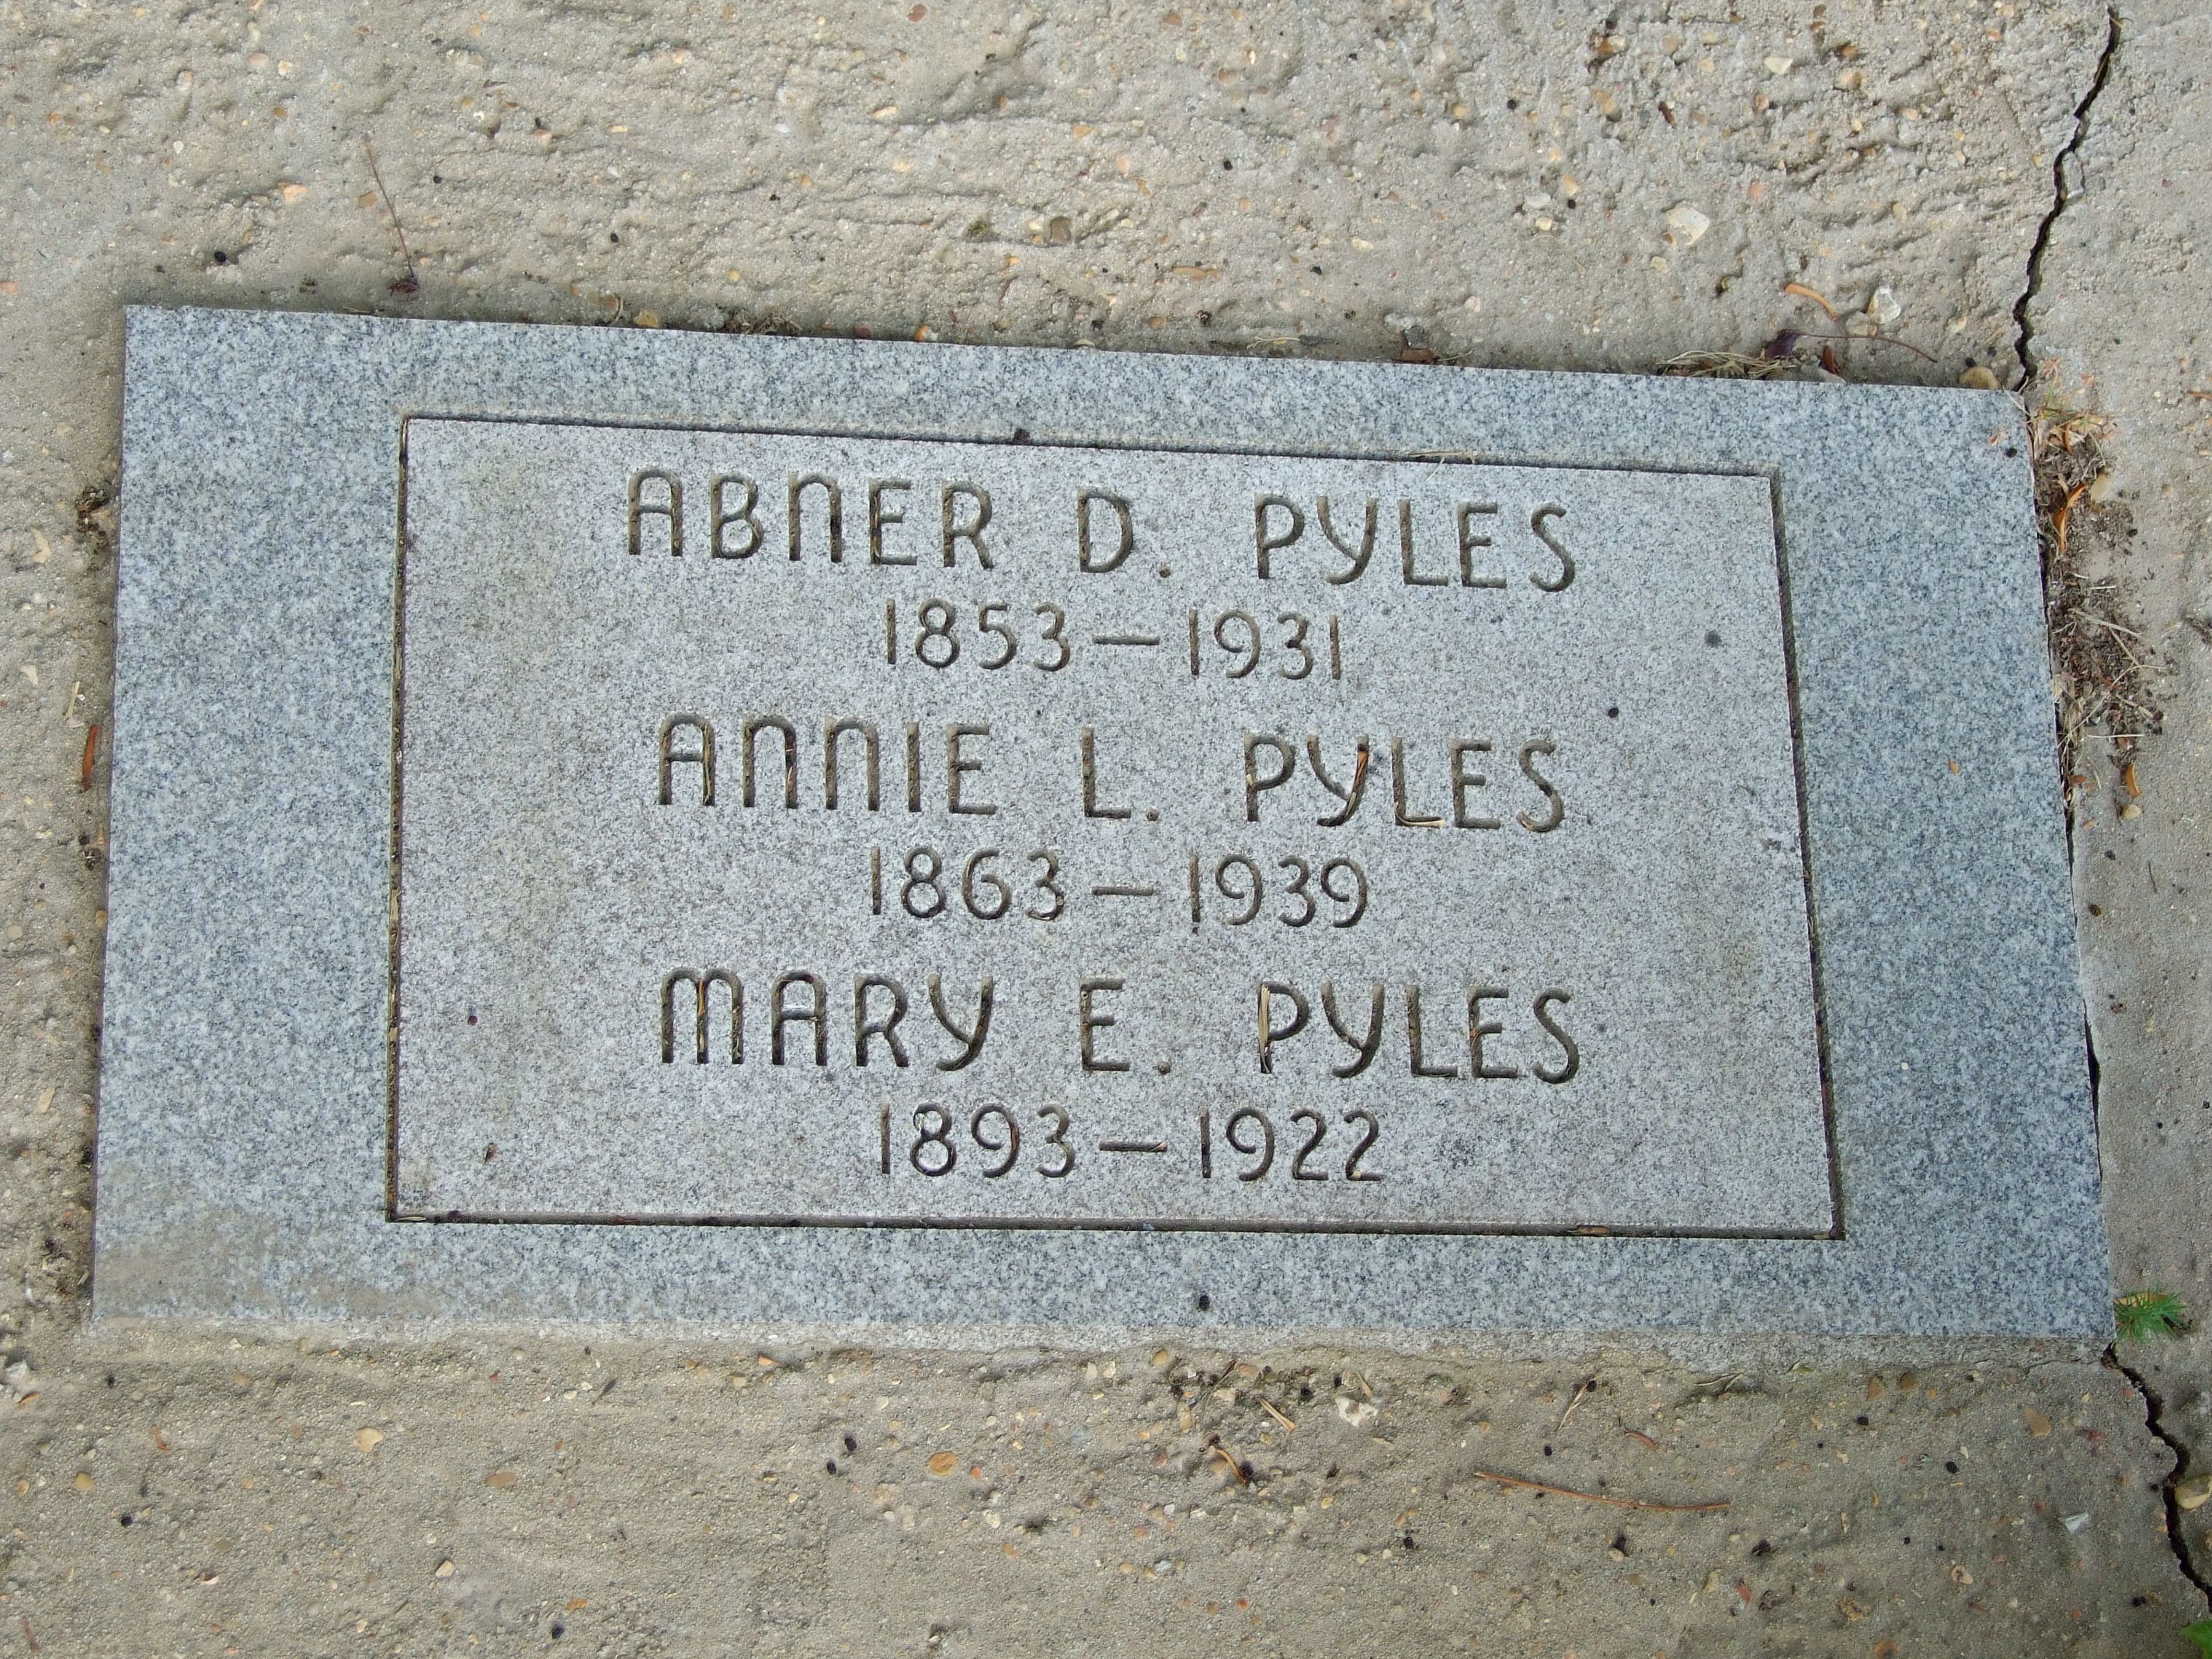 ABNER D. PYLES
1853 — 1931
ANNIE L. PYLES
1863 — 1939
MARY E. PYLES
1893 — 1922